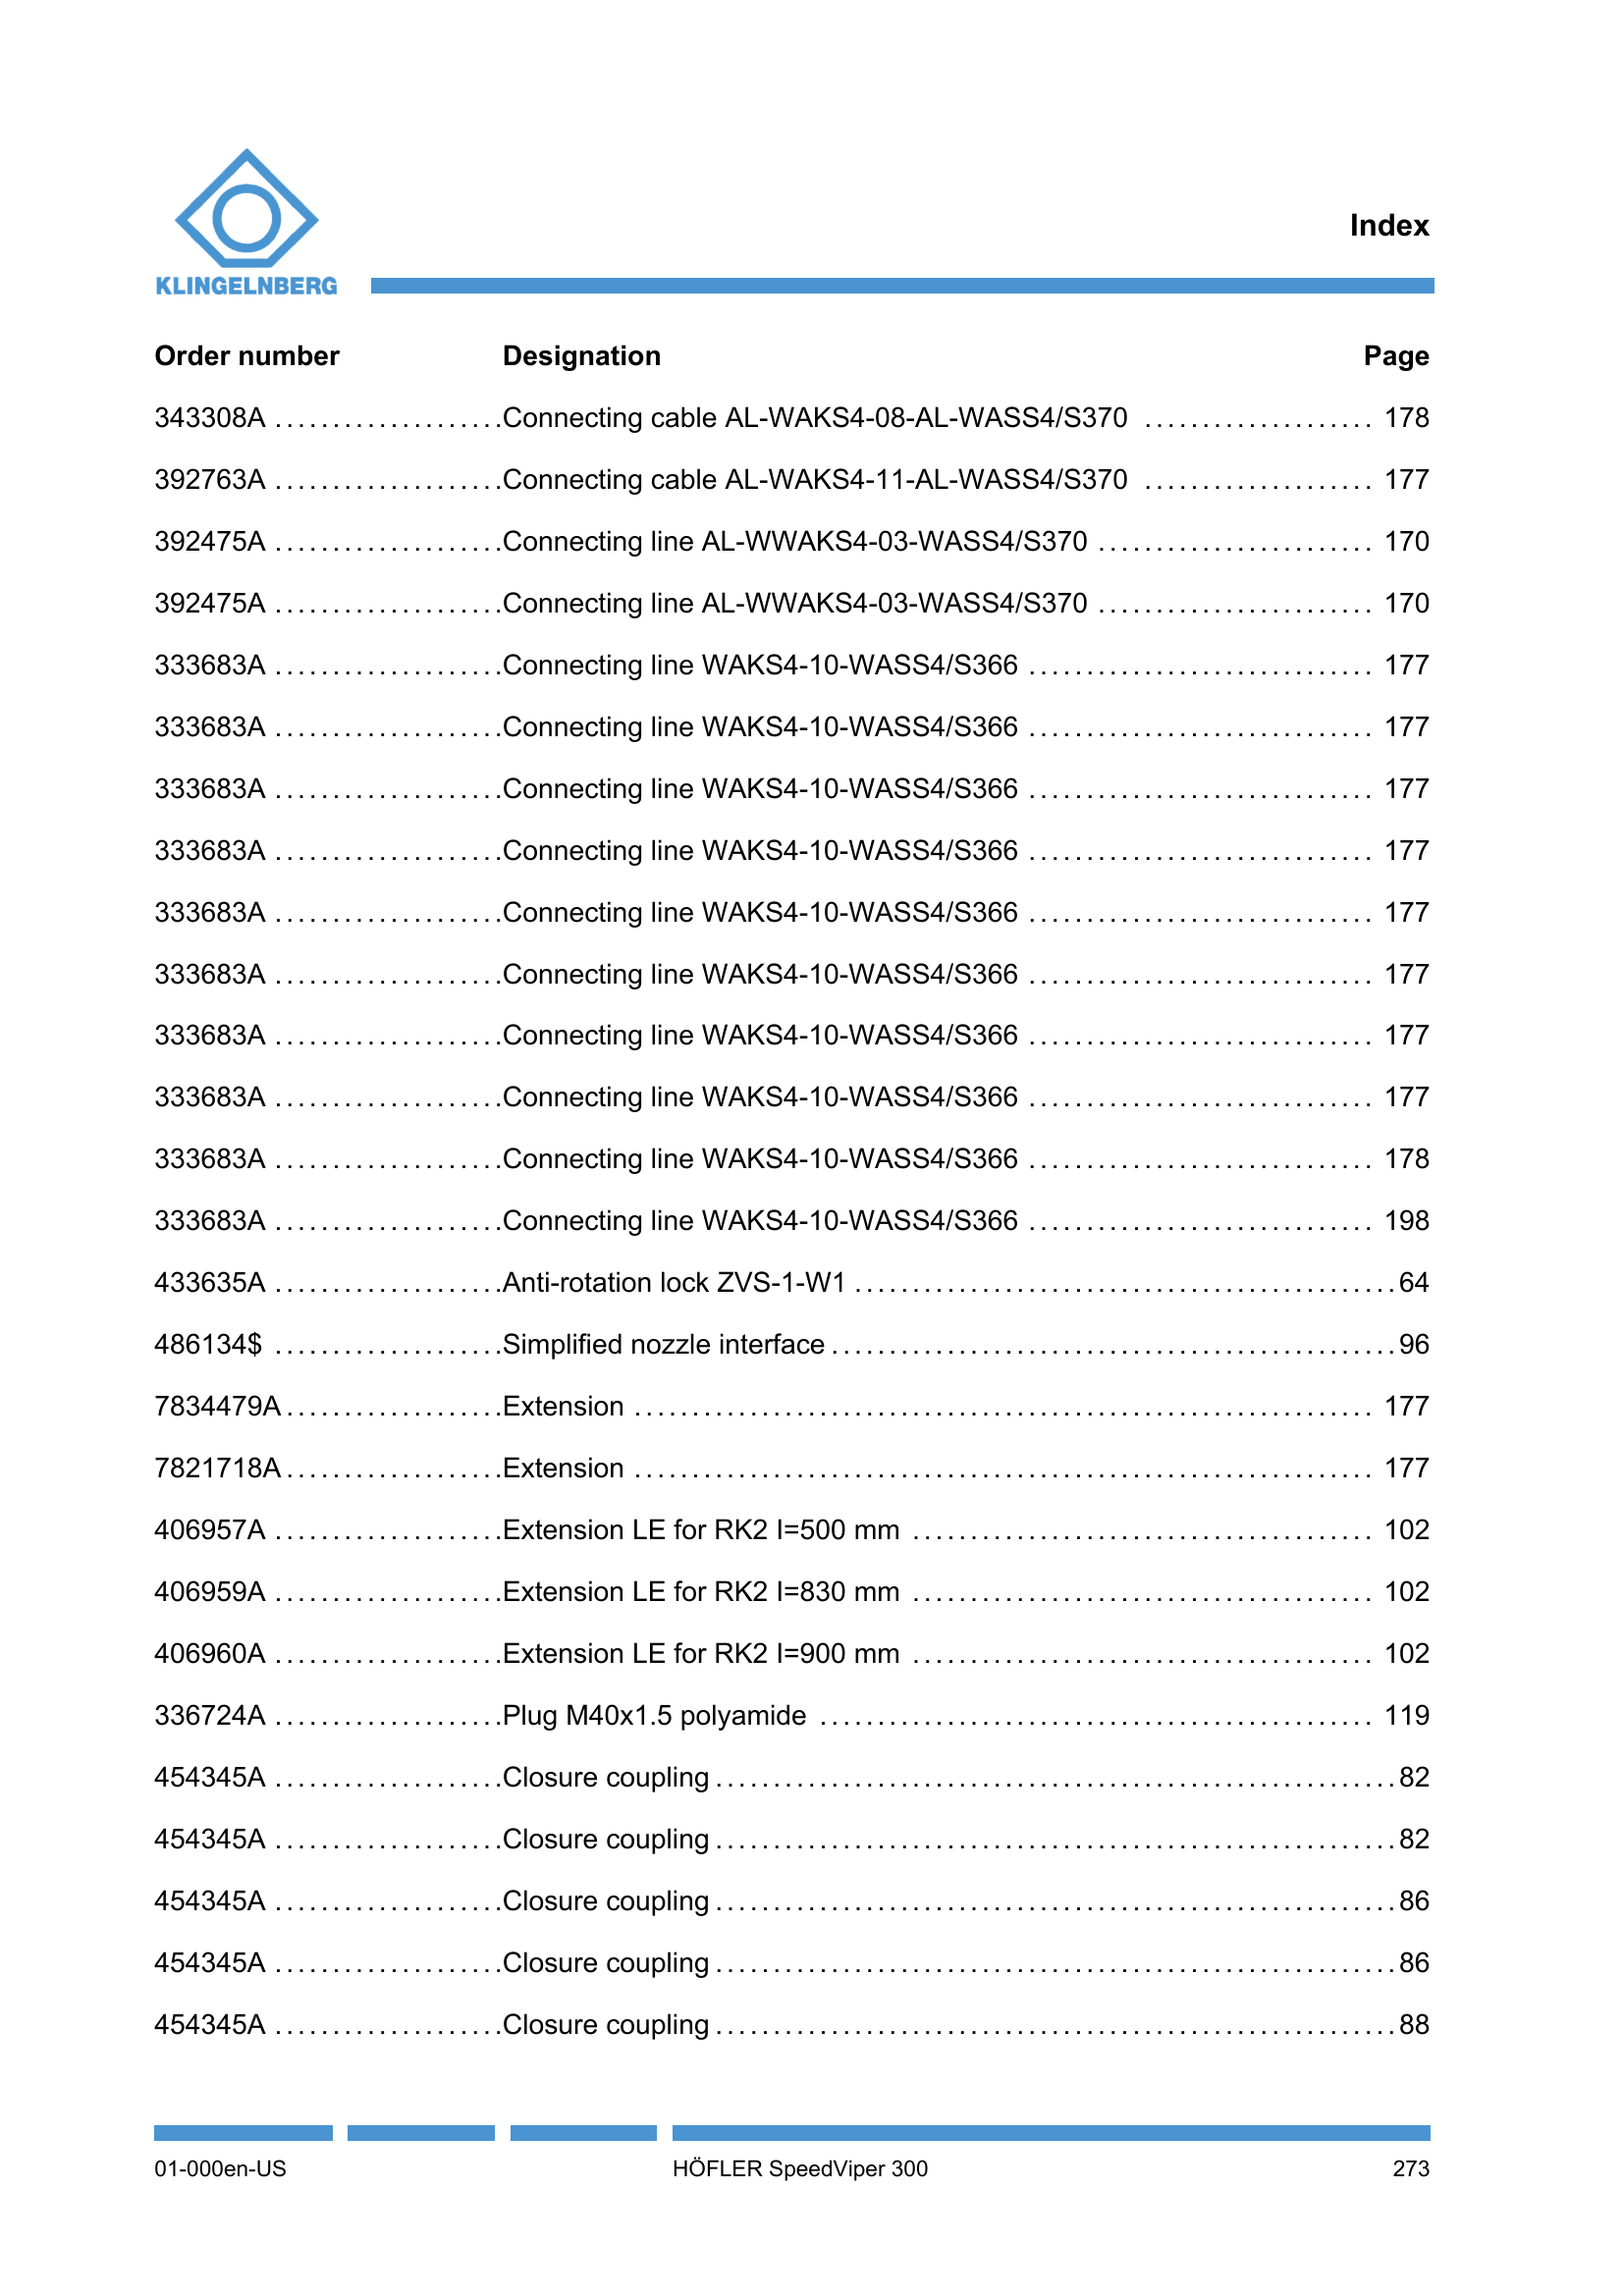 KLINGELNBERG
Index
Order number Designation Page
343308A ....................Connecting cable AL-WAKS4-08-AL-WASS4/S370 .................... 178
392763A ....................Connecting cable AL-WAKS4-11-AL-WASS4/S370 .................... 177
392475A ....................Connecting line AL-WWAKS4-03-WASS4/S370 ........................ 170
392475A ....................Connecting line AL-WWAKS4-03-WASS4/S370 ........................ 170
333683A ....................Connecting line WAKS4-10-WASS4/S366 .............................. 177
333683A ....................Connecting line WAKS4-10-WASS4/S366 .............................. 177
333683A ....................Connecting line WAKS4-10-WASS4/S366 .............................. 177
333683A ....................Connecting line WAKS4-10-WASS4/S366 .............................. 177
333683A ....................Connecting line WAKS4-10-WASS4/S366 .............................. 177
333683A ....................Connecting line WAKS4-10-WASS4/S366 .............................. 177
333683A ....................Connecting line WAKS4-10-WASS4/S366 .............................. 177
333683A ....................Connecting line WAKS4-10-WASS4/S366 .............................. 177
333683A ....................Connecting line WAKS4-10-WASS4/S366 .............................. 178
333683A ....................Connecting line WAKS4-10-WASS4/S366 .............................. 198
433635A ....................Anti-rotation lock ZVS-1-W1 ...............................................64
486134$ ....................Simplified nozzle interface .................................................96
7834479A ...................Extension ................................................................ 177
7821718A ...................Extension ................................................................ 177
406957A ....................Extension LE for RK2 l=500 mm ........................................ 102
406959A ....................Extension LE for RK2 l=830 mm ........................................ 102
406960A ....................Extension LE for RK2 l=900 mm ........................................ 102
336724A ....................Plug M40x1.5 polyamide ................................................ 119
454345A ....................Closure coupling ...........................................................82
454345A ....................Closure coupling ...........................................................82
454345A ....................Closure coupling ...........................................................86
454345A ....................Closure coupling ...........................................................86
454345A ....................Closure coupling ...........................................................88
01-000en-US HÖFLER SpeedViper 300 273